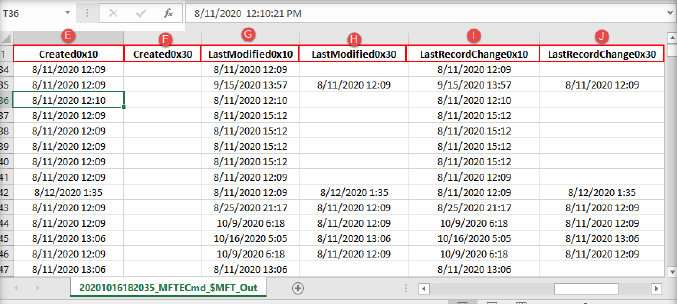 T36 fx 8/11/2020 12:10:21 PM
E F G H I J
1 Created0x10 Created0x30 LastModified0x10 LastModified0x30 LastRecordChange0x10 LastRecordChange0x30
34 8/11/2020 12:09 8/11/2020 12:09 8/11/2020 12:09
35 8/11/2020 12:09 9/15/2020 13:57 8/11/2020 12:09 9/15/2020 13:57 8/11/2020 12:09
36 8/11/2020 12:10 8/11/2020 12:10 8/11/2020 12:10
37 8/11/2020 12:09 8/11/2020 15:12 8/11/2020 15:12
38 8/11/2020 12:09 8/11/2020 15:12 8/11/2020 15:12
39 8/11/2020 12:09 8/11/2020 15:12 8/11/2020 15:12
40 8/11/2020 12:09 8/11/2020 15:12 8/11/2020 15:12
41 8/11/2020 12:09 8/11/2020 12:09 8/11/2020 12:09
42 8/12/2020 1:35 8/11/2020 12:09 8/12/2020 1:35 8/11/2020 12:09 8/12/2020 1:35
43 8/11/2020 12:09 8/25/2020 21:17 8/11/2020 12:09 8/25/2020 21:17 8/11/2020 12:09
44 8/11/2020 12:09 10/9/2020 6:18 8/11/2020 12:09 10/9/2020 6:18 8/11/2020 12:09
45 8/11/2020 13:06 10/16/2020 5:05 8/11/2020 13:06 10/16/2020 5:05 8/11/2020 13:06
46 8/11/2020 12:09 10/9/2020 6:18 8/11/2020 12:09 10/9/2020 6:18 8/11/2020 12:09
47 8/11/2020 13:06 8/11/2020 13:06 8/11/2020 13:06
20201016182035_MFTECmd_$MFT_Out